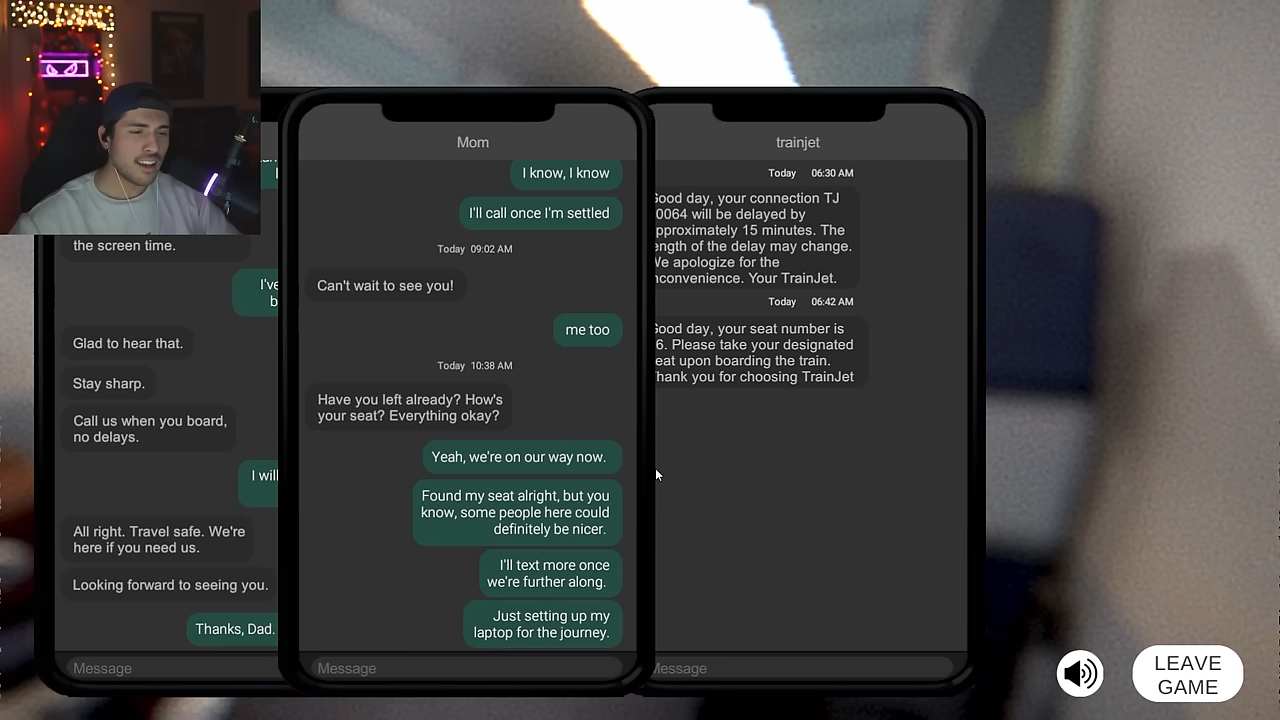 the screen time.
I've
b
Glad to hear that.
Stay sharp.
Call us when you board,
no delays.
I will
All right. Travel safe. We're
here if you need us.
Looking forward to seeing you.
Thanks, Dad.
Message
Mom
I know, I know
I'll call once I'm settled
Today 09:02 AM
Can't wait to see you!
me too
Today 10:38 AM
Have you left already? How's
your seat? Everything okay?
Yeah, we're on our way now.
Found my seat alright, but you
know, some people here could
definitely be nicer.
I'll text more once
we're further along.
Just setting up my
laptop for the journey.
Message
trainjet
Today 06:30 AM
Good day, your connection TJ
0064 will be delayed by
approximately 15 minutes. The
length of the delay may change.
We apologize for the
inconvenience. Your TrainJet.
Today 06:42 AM
Good day, your seat number is
6. Please take your designated
seat upon boarding the train.
Thank you for choosing TrainJet
Message
LEAVE
GAME